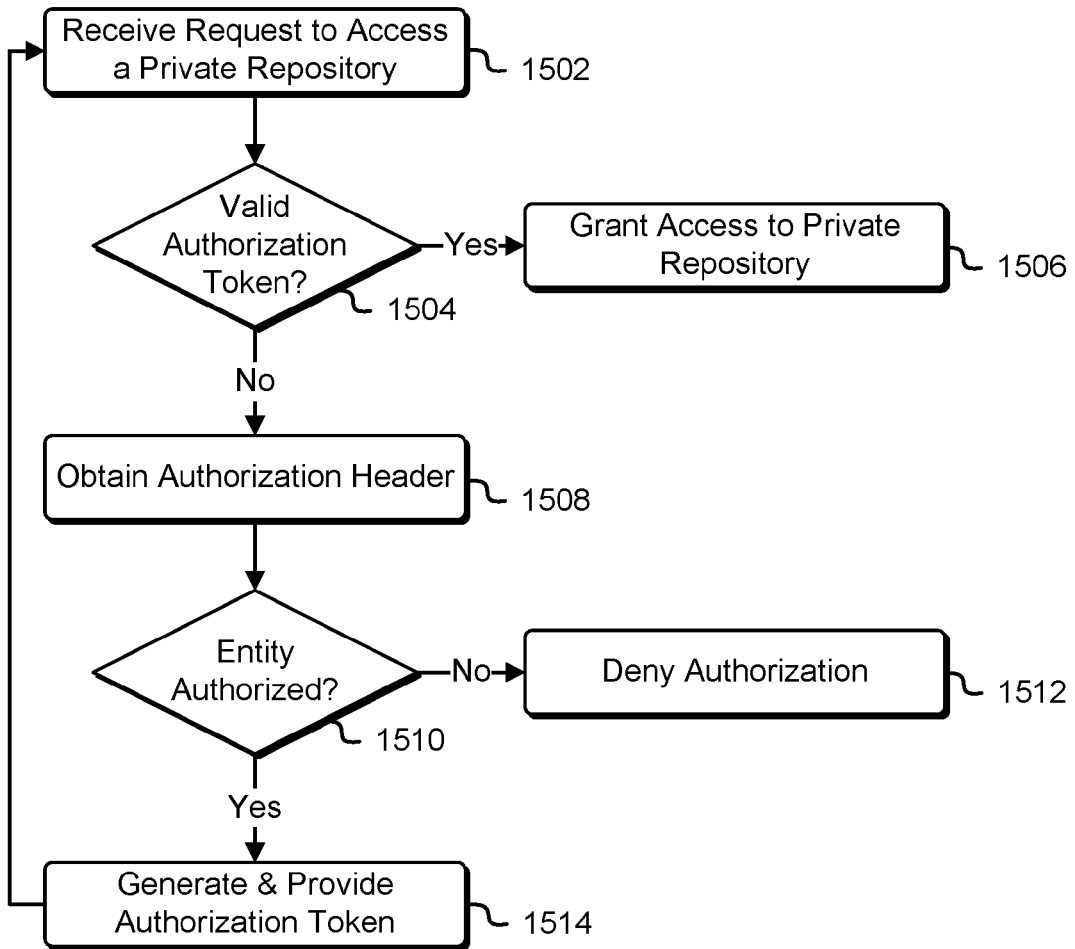 Receive Request to Access
a Private Repository
1502
Valid
Authorization
Token?
1504
Yes
Grant Access to Private
Repository
1506
No
Obtain Authorization Header
1508
Entity
Authorized?
1510
No
Deny Authorization
1512
Yes
Generate & Provide
Authorization Token
1514